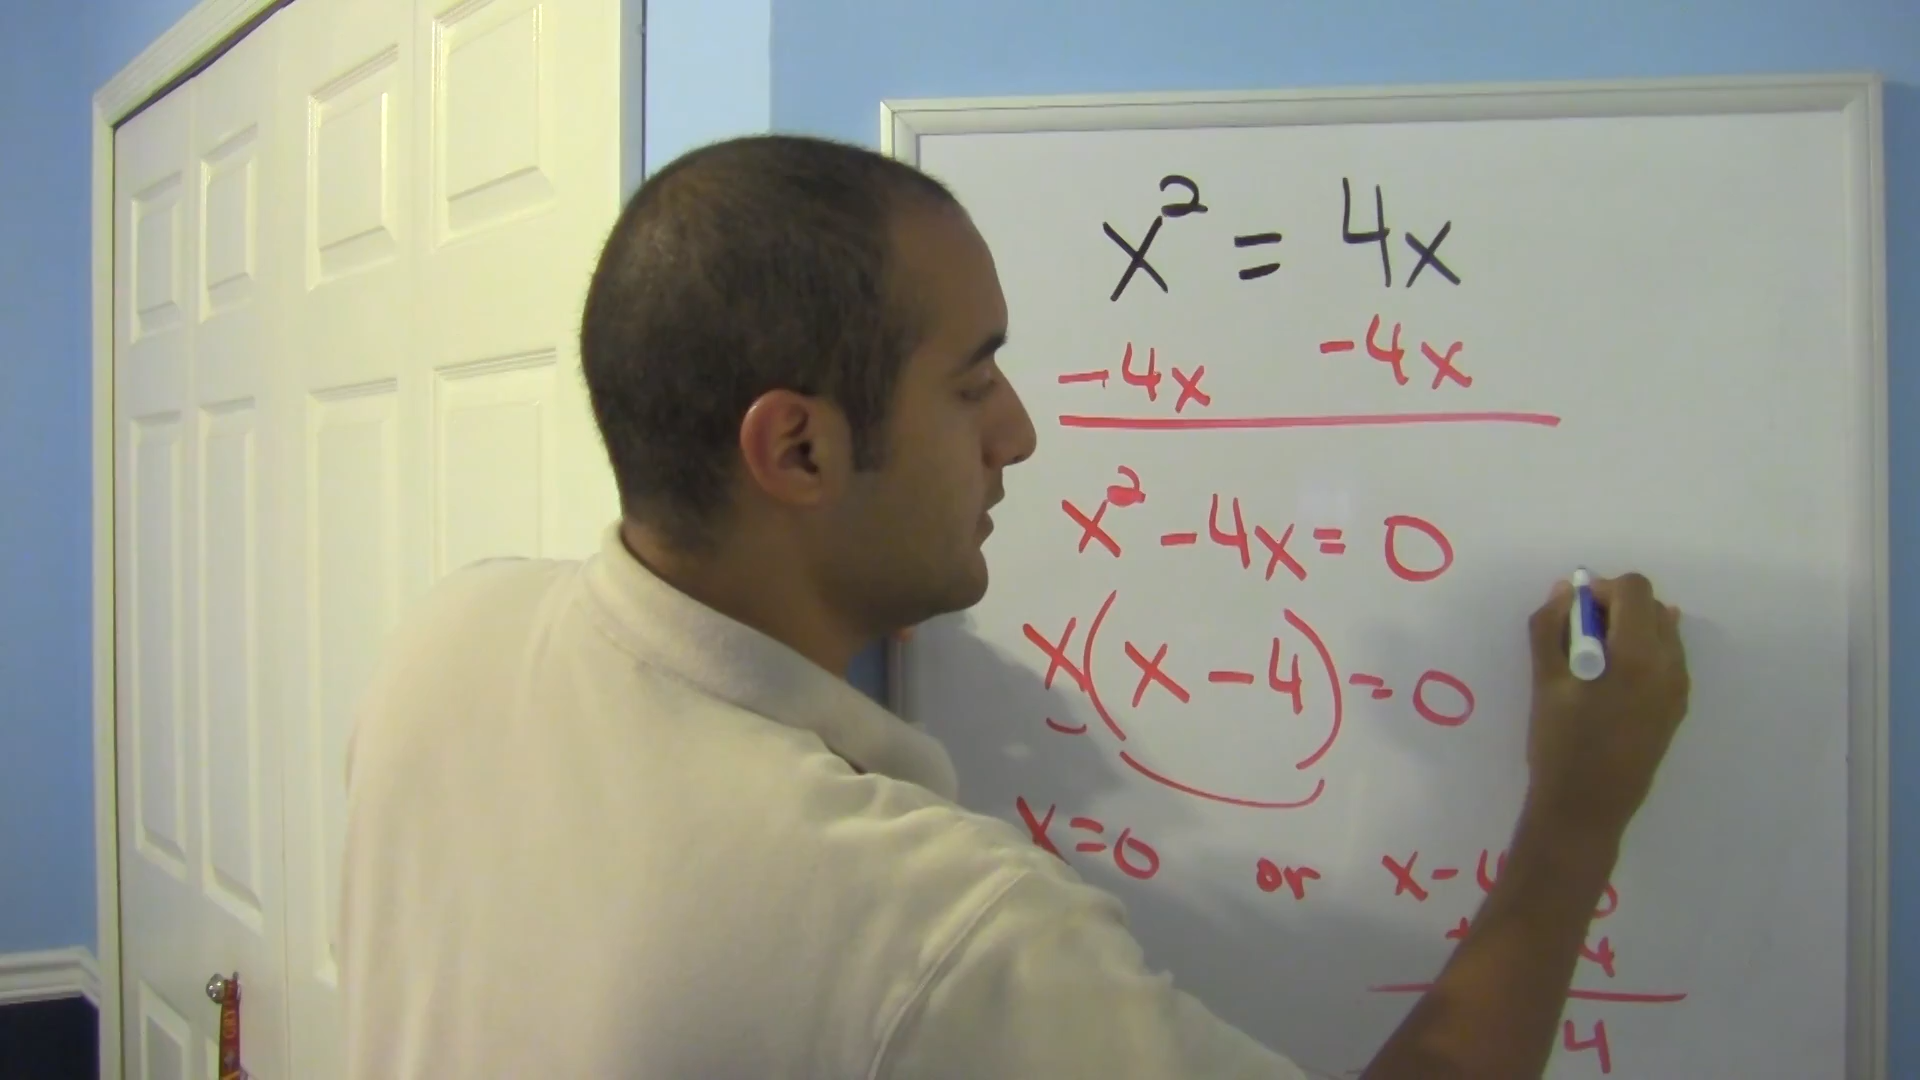 x² = 4x
-4x -4x
x² - 4x = 0
x(x - 4) = 0
x = 0 or x - 4
4
4